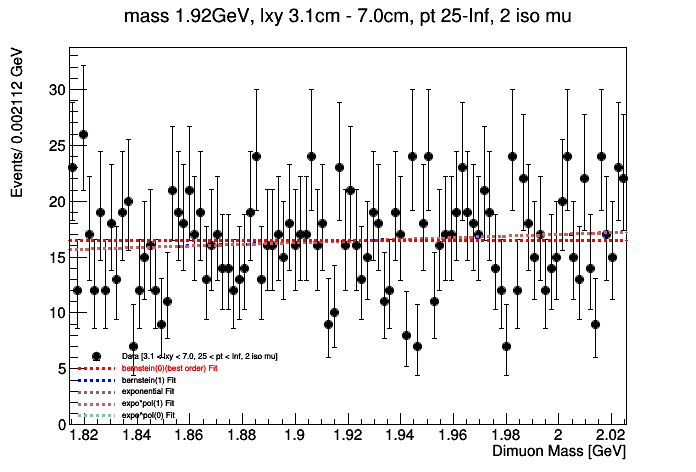 mass 1.92GeV, lxy 3.1cm - 7.0cm, pt 25-Inf, 2 iso mu
Events/ 0.002112 GeV
30
25
20
15
10
5
0
Data [3.1 < lxy < 7.0, 25 < pt < Inf, 2 iso mu]
bernstein(0)(best order) Fit
bernstein(1) Fit
exponential Fit
expo*pol(1) Fit
expo*pol(0) Fit
1.82 1.84 1.86 1.88 1.9 1.92 1.94 1.96 1.98 2 2.02
Dimuon Mass [GeV]